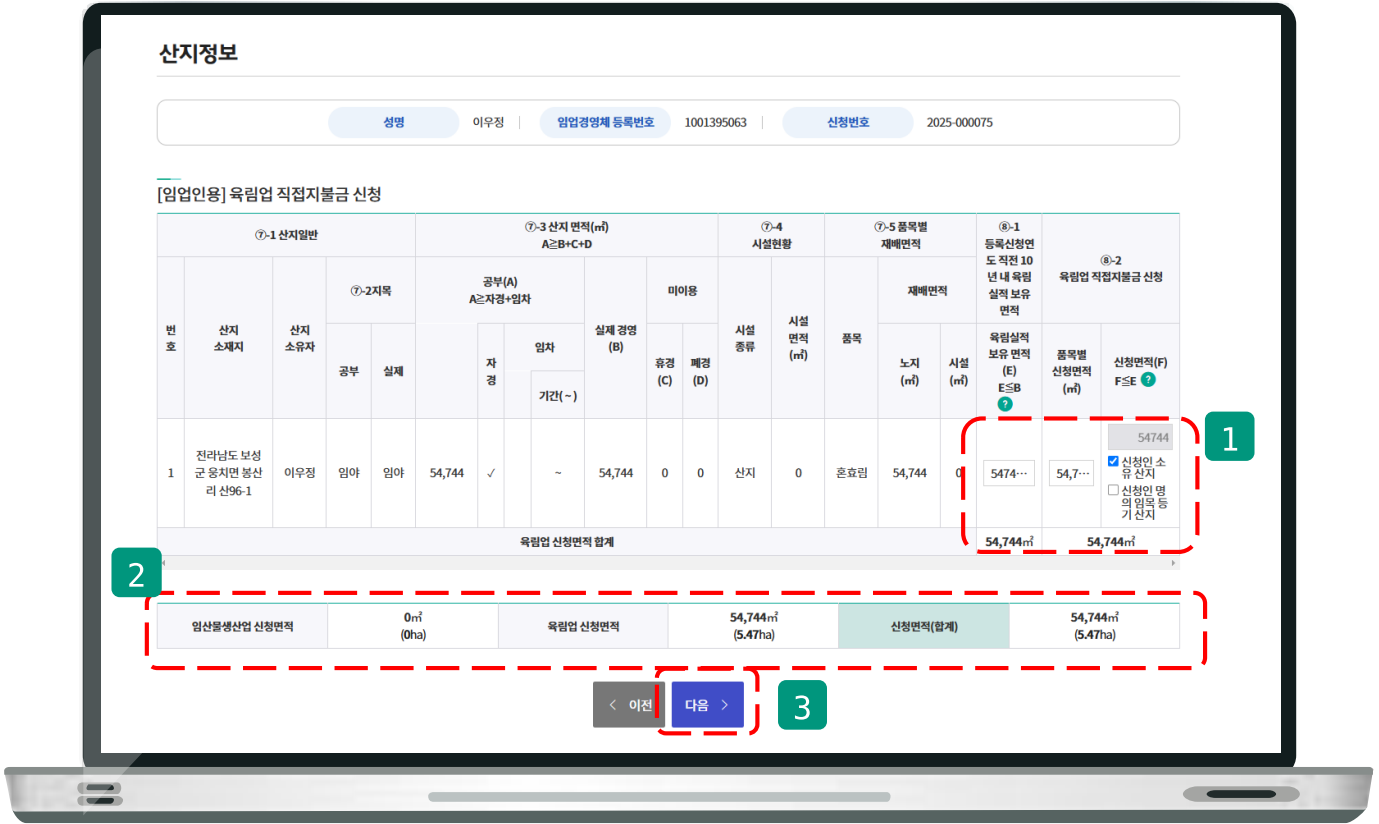 산지정보
성명 이우정 임업경영체 등록번호 1001395063 신청번호 2025-000075
[임업인용] 육림업 직접지불금 신청
⑦-1 산지일반
⑦-3 산지 면적(㎡)
A≧B+C+D
⑦-4
시설현황
⑦-5 품목별
재배면적
⑧-1
등록신청연
도 직전 10
년 내 육림
실적 보유
면적
⑧-2
육림업 직접지불금 신청
번
호
산지
소재지
산지
소유자
⑦-2지목
공부
실제
공부(A)
A≧자경+임차
자
경
임차
기간( ~ )
실제 경영
(B)
미이용
휴경
(C)
폐경
(D)
시설
종류
시설
면적
(㎡)
품목
재배면적
노지
(㎡)
시설
(㎡)
육림실적
보유 면적
(E)
E≦B
?
품목별
신청면적
(㎡)
신청면적(F)
F≦E ?
1
전라남도 보성
군 웅치면 봉산
리 산96-1
이우정 임야 임야 54,744 ✓ ~ 54,744 0 0 산지 0 혼효림 54,744 0 5474… 54,7…
54744
신청인 소
유 산지
신청인 명
의 임목 등
기 산지
1
육림업 신청면적 합계 54,744㎡ 54,744㎡
2
임산물생산업 신청면적
0㎡
(0ha)
육림업 신청면적
54,744㎡
(5.47ha)
신청면적(합계)
54,744㎡
(5.47ha)
< 이전 다음 >
3